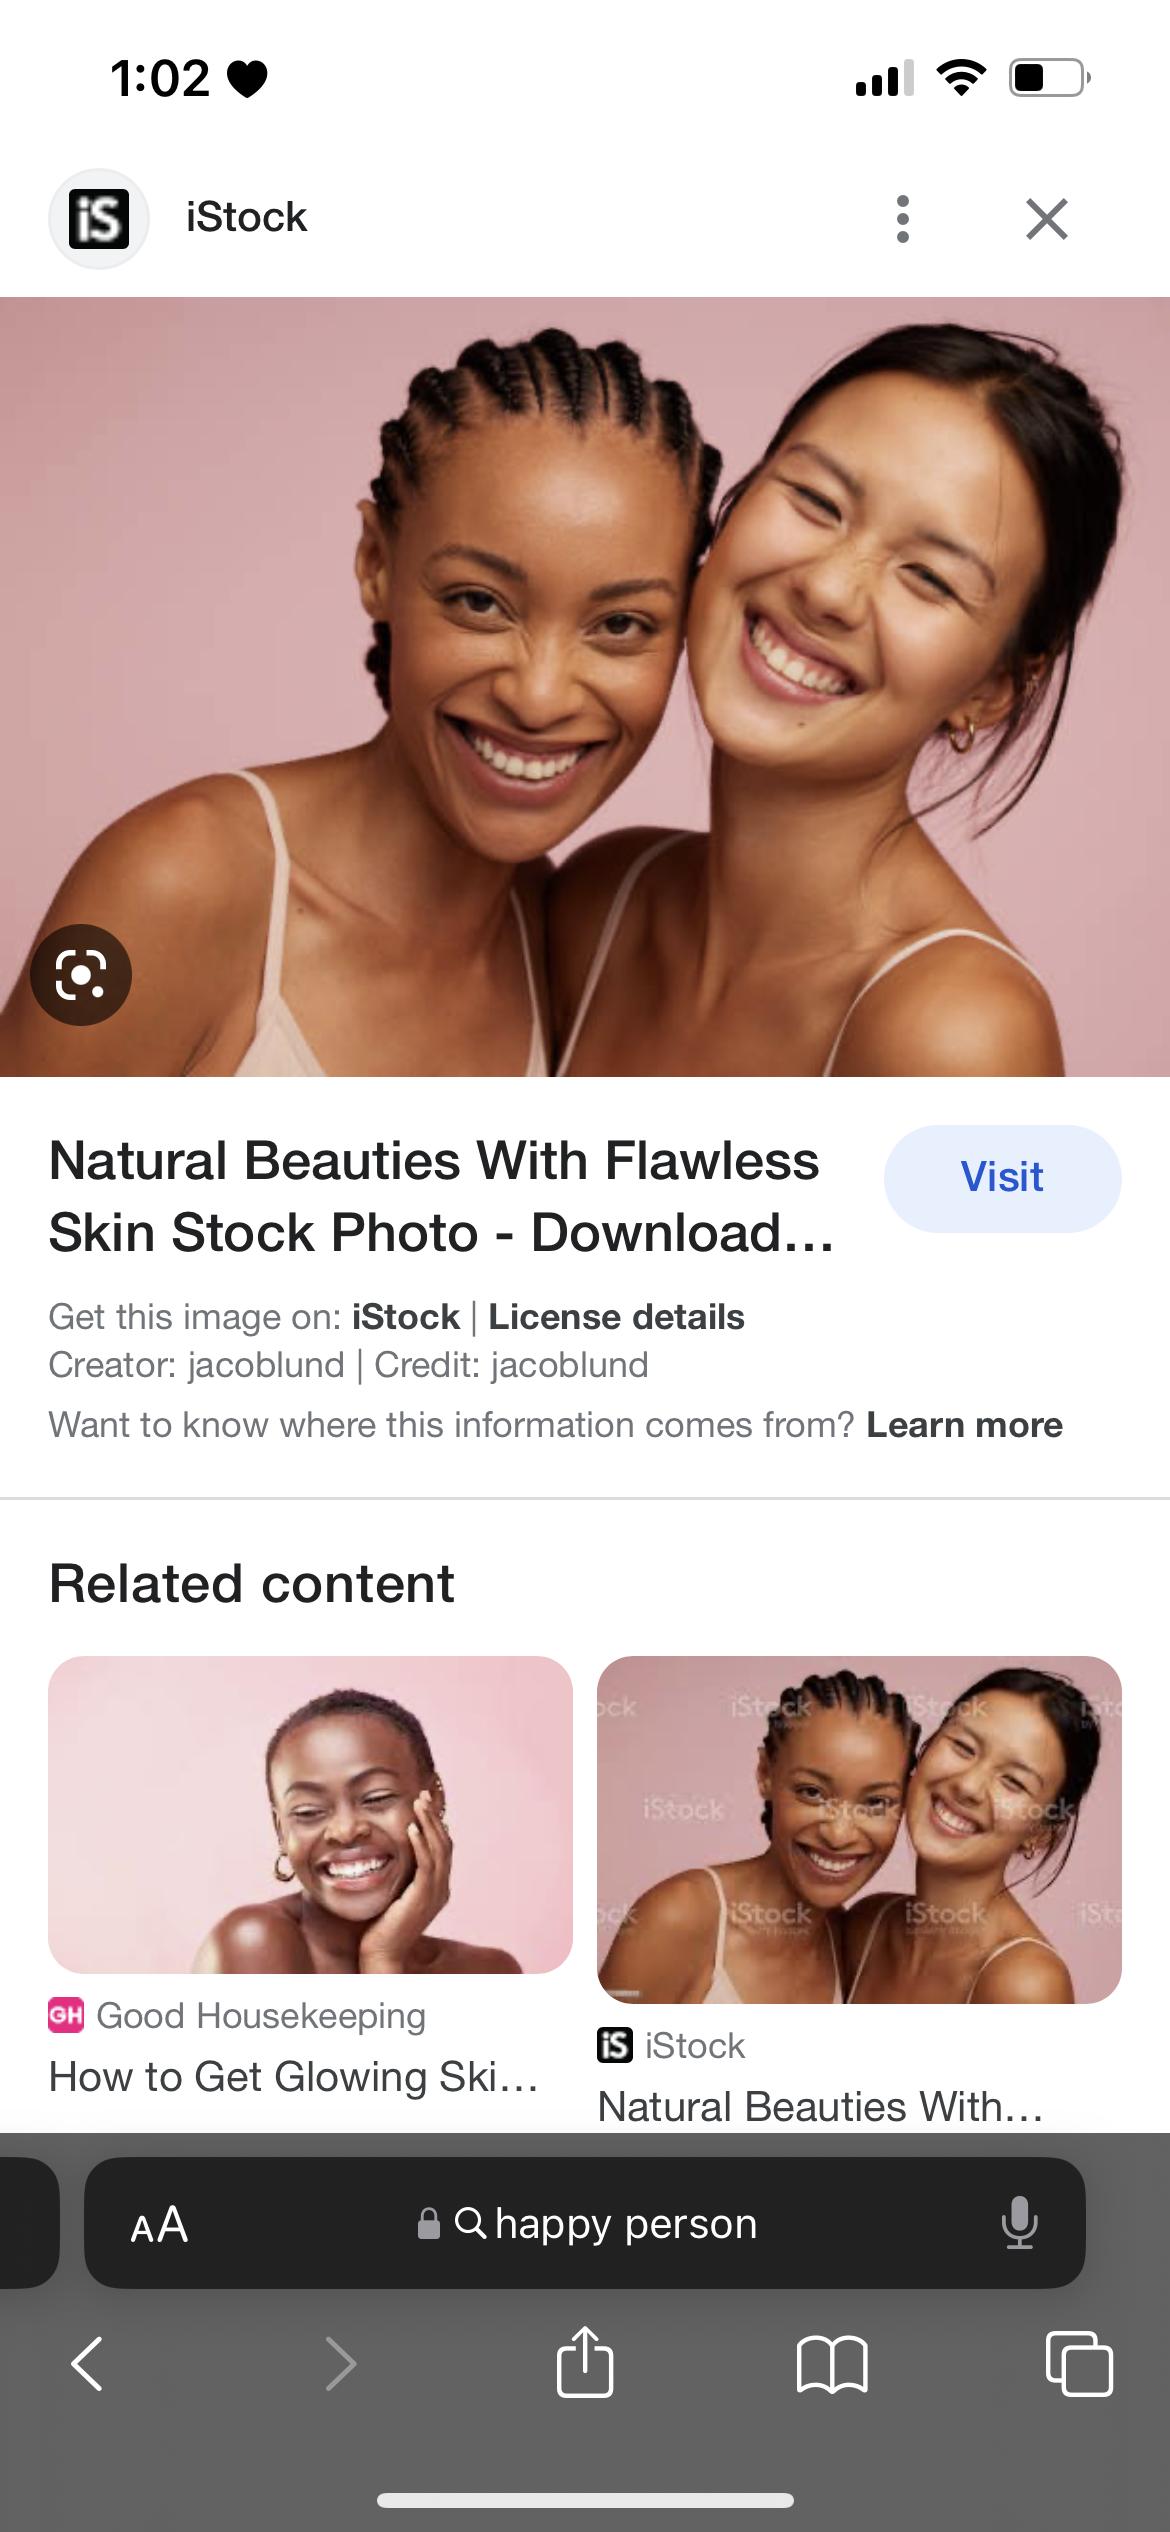 1:02
iS iStock
Natural Beauties With Flawless
Skin Stock Photo - Download...
Visit
Get this image on: iStock | License details
Creator: jacoblund | Credit: jacoblund
Want to know where this information comes from? Learn more
Related content
iStock iStock
iStock iStock iStock
iStock iStock
GH Good Housekeeping
How to Get Glowing Ski...
iS iStock
Natural Beauties With...
AA happy person